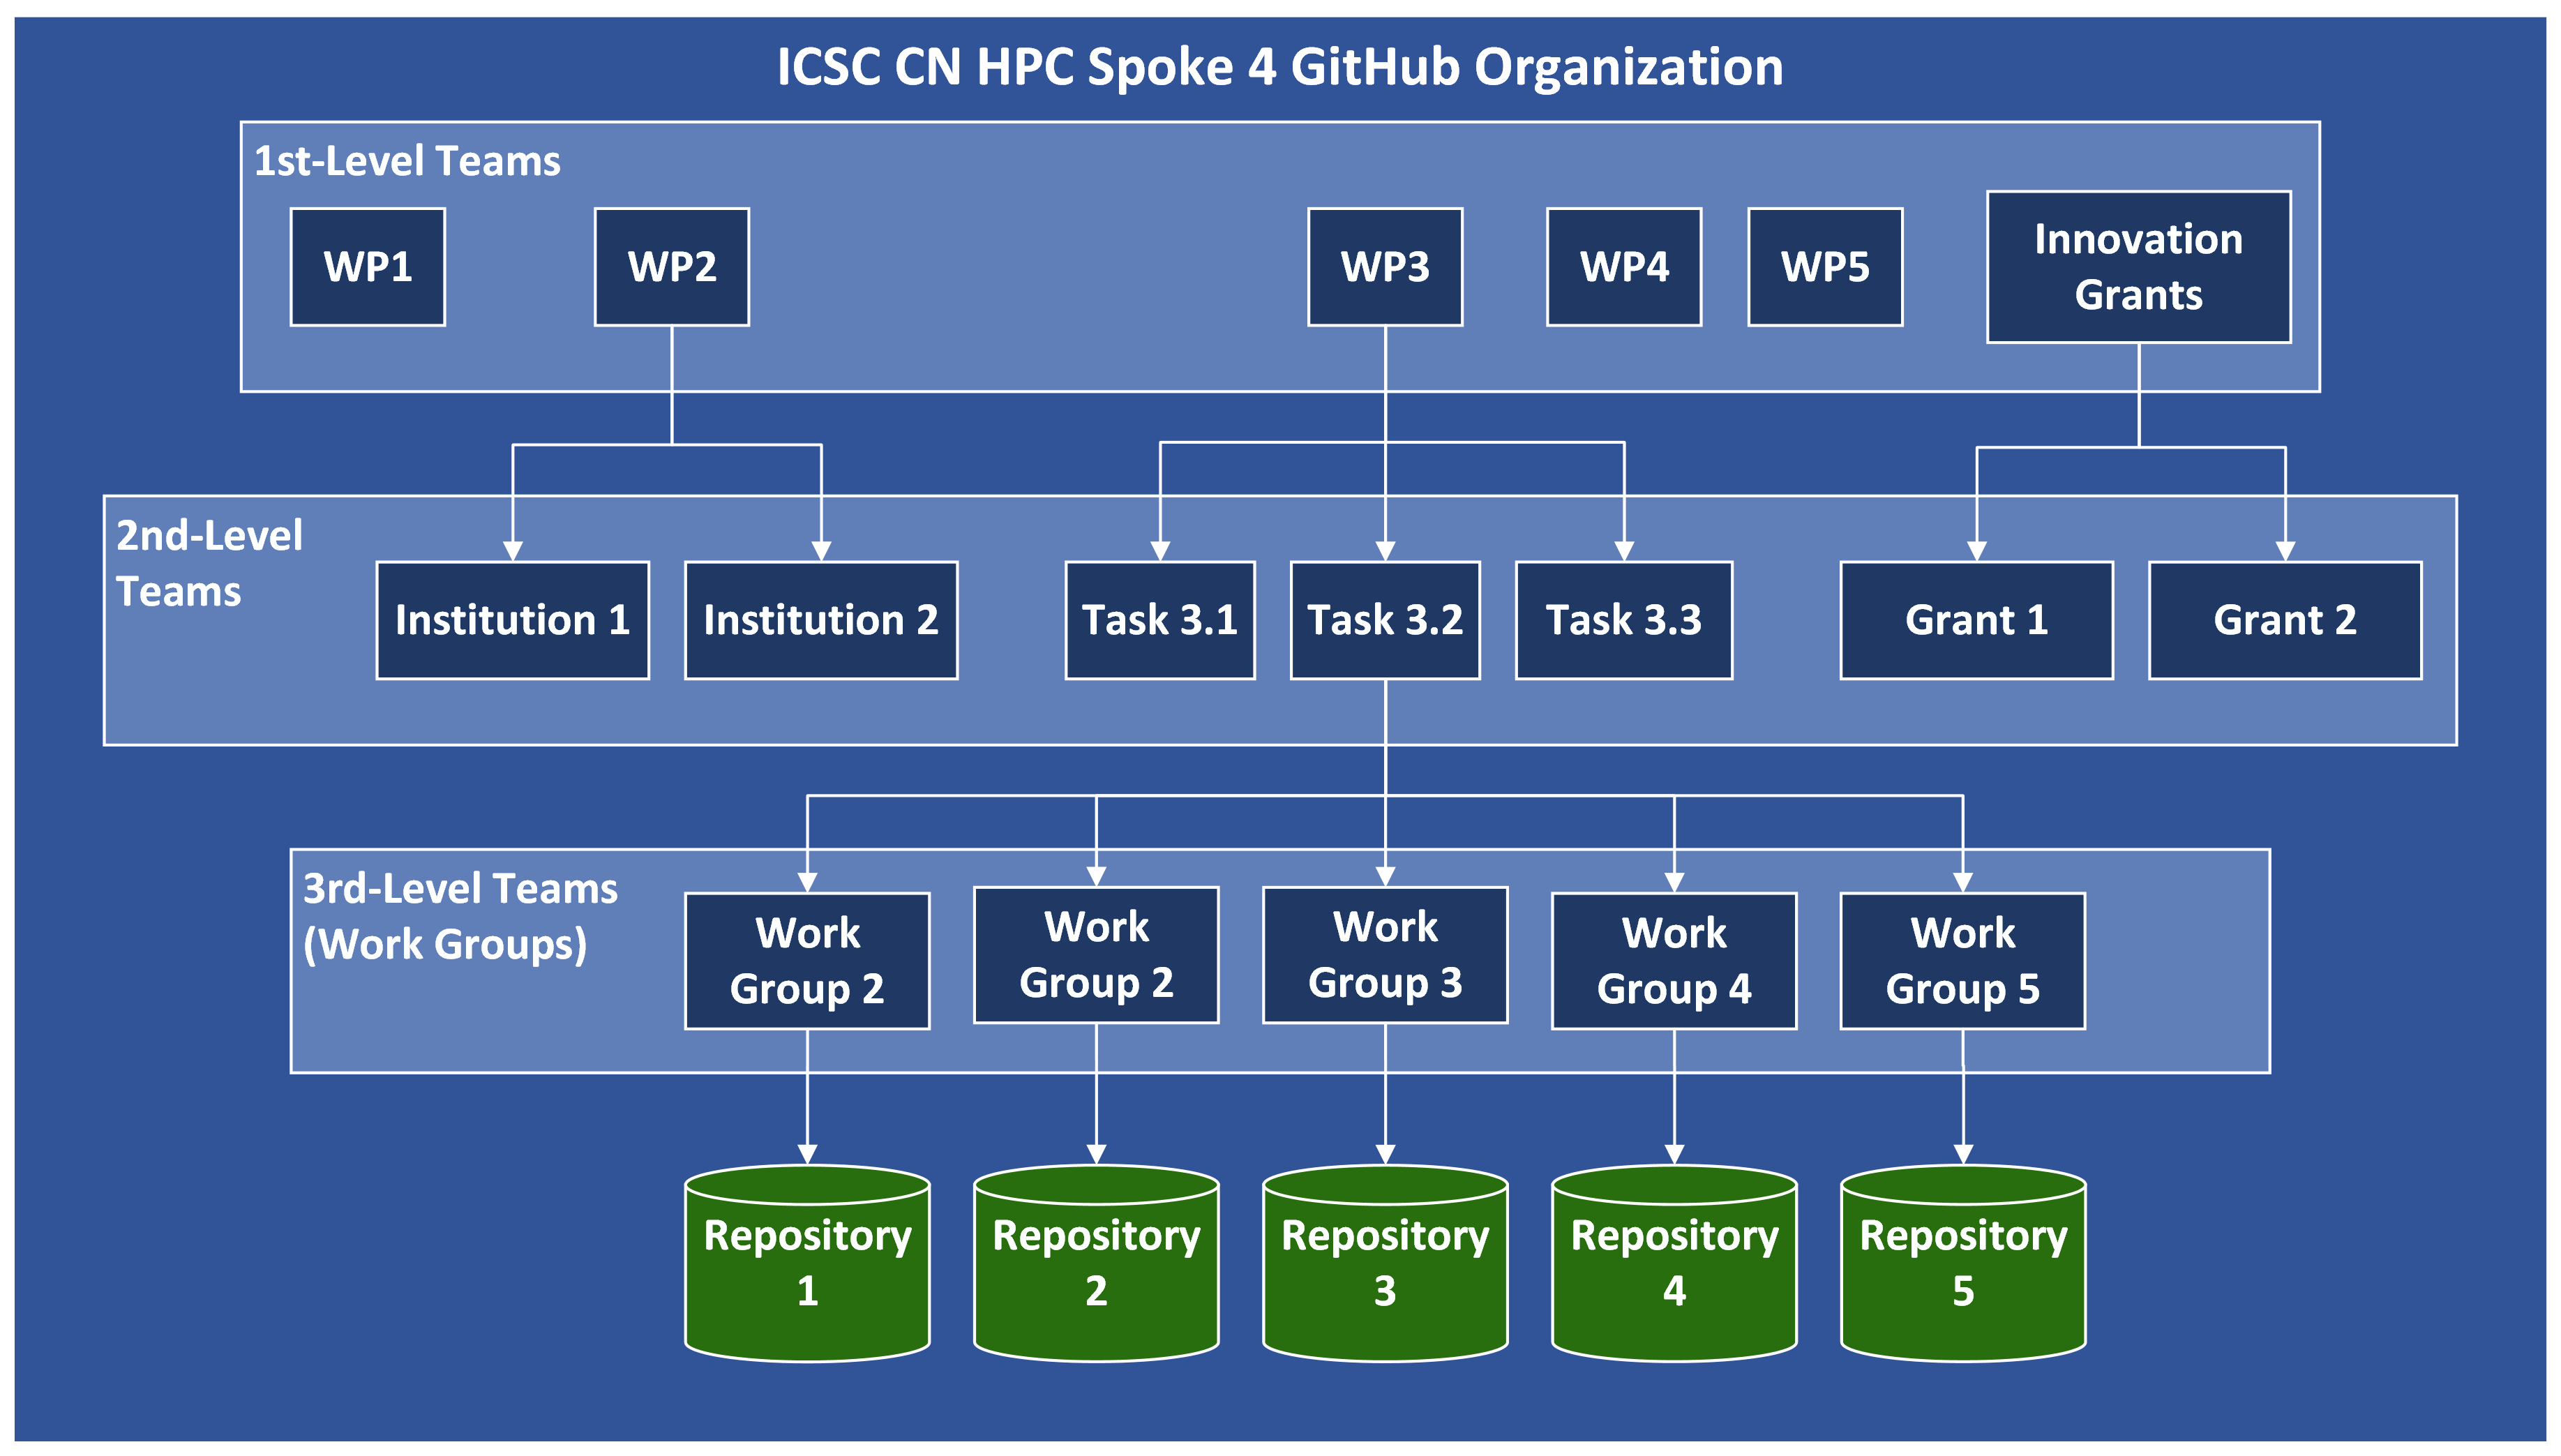 ICSC CN HPC Spoke 4 GitHub Organization
1st-Level Teams
WP1
WP2
WP3
WP4
WP5
Innovation
Grants
2nd-Level
Teams
Institution 1
Institution 2
Task 3.1
Task 3.2
Task 3.3
Grant 1
Grant 2
3rd-Level Teams
(Work Groups)
Work
Group 2
Work
Group 2
Work
Group 3
Work
Group 4
Work
Group 5
Repository
1
Repository
2
Repository
3
Repository
4
Repository
5